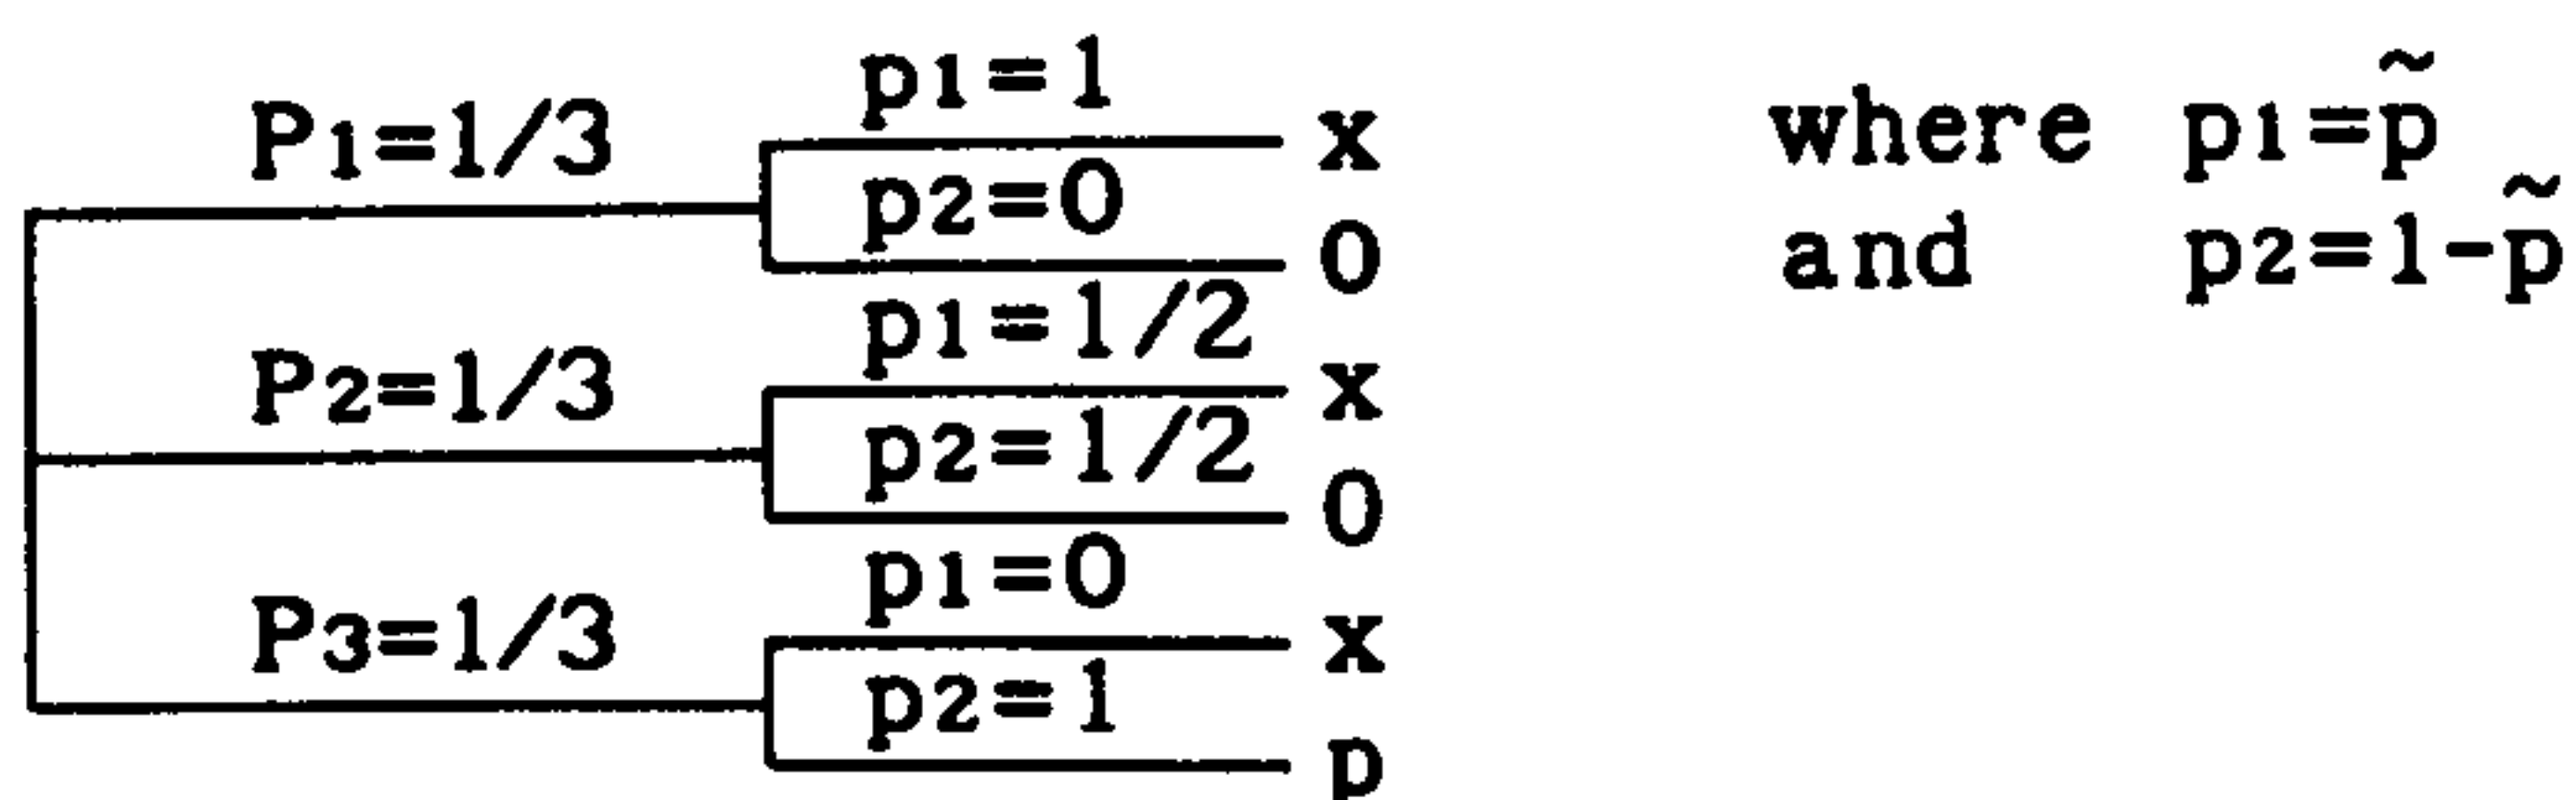 p1=1
P1=1/3
x
where p1=p̃
p2=0
0
and p2=1-p̃
p1=1/2
P2=1/3
x
p2=1/2
0
p1=0
P3=1/3
x
p2=1
p